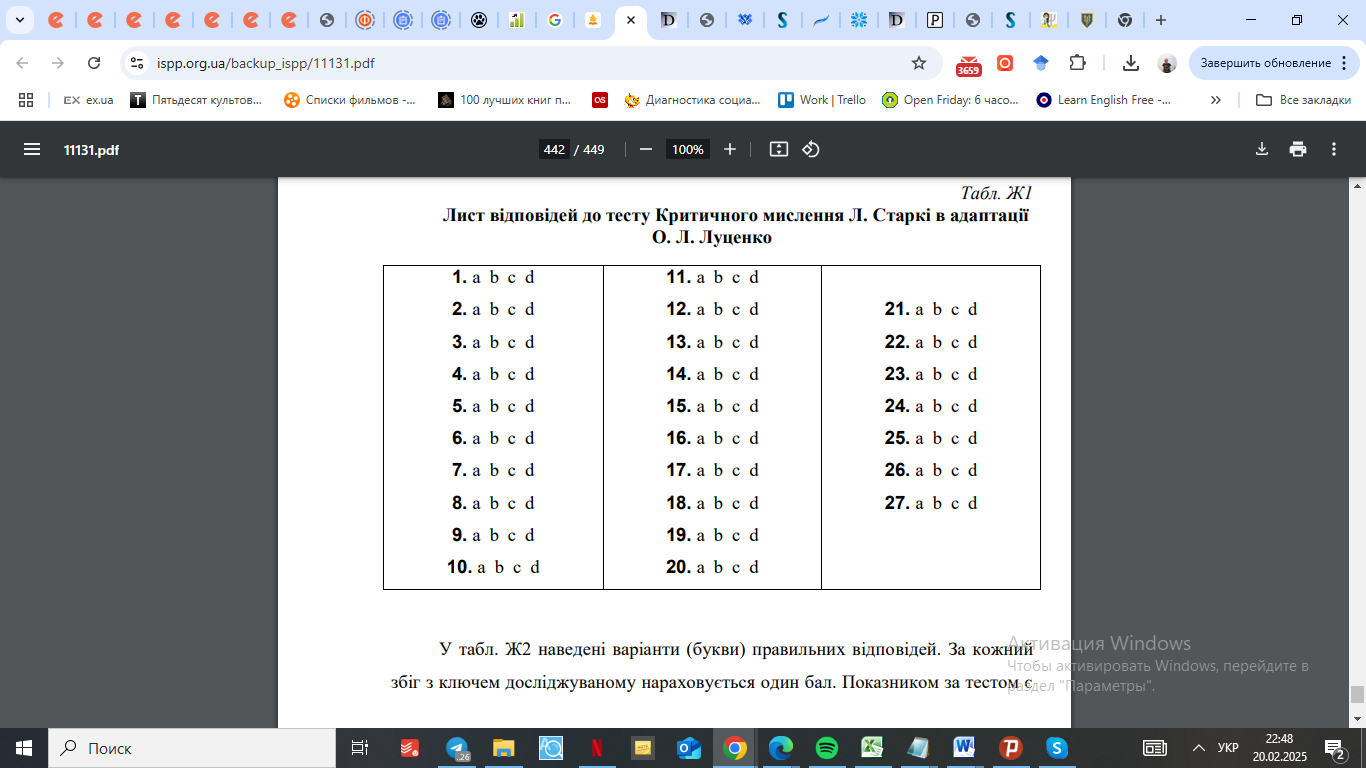 ispp.org.ua/backup_ispp/11131.pdf
3659
Завершить обновление
ex.ua
Пятьдесят культов...
Списки фильмов -...
100 лучших книг п...
Диагностика социа...
Work | Trello
Open Friday: 6 часо...
Learn English Free -...
Все закладки
11131.pdf
442 / 449
100%
Табл. Ж1
Лист відповідей до тесту Критичного мислення Л. Старкі в адаптації
О. Л. Луценко
1. a b c d
2. a b c d
3. a b c d
4. a b c d
5. a b c d
6. a b c d
7. a b c d
8. a b c d
9. a b c d
10. a b c d
11. a b c d
12. a b c d
13. a b c d
14. a b c d
15. a b c d
16. a b c d
17. a b c d
18. a b c d
19. a b c d
20. a b c d
21. a b c d
22. a b c d
23. a b c d
24. a b c d
25. a b c d
26. a b c d
27. a b c d
У табл. Ж2 наведені варіанти (букви) правильних відповідей. За кожний
збіг з ключем досліджуваному нараховується один бал. Показником за тестом є
Активация Windows
Чтобы активировать Windows, перейдите в
раздел "Параметры".
Поиск
26
УКР
22:48
20.02.2025
2